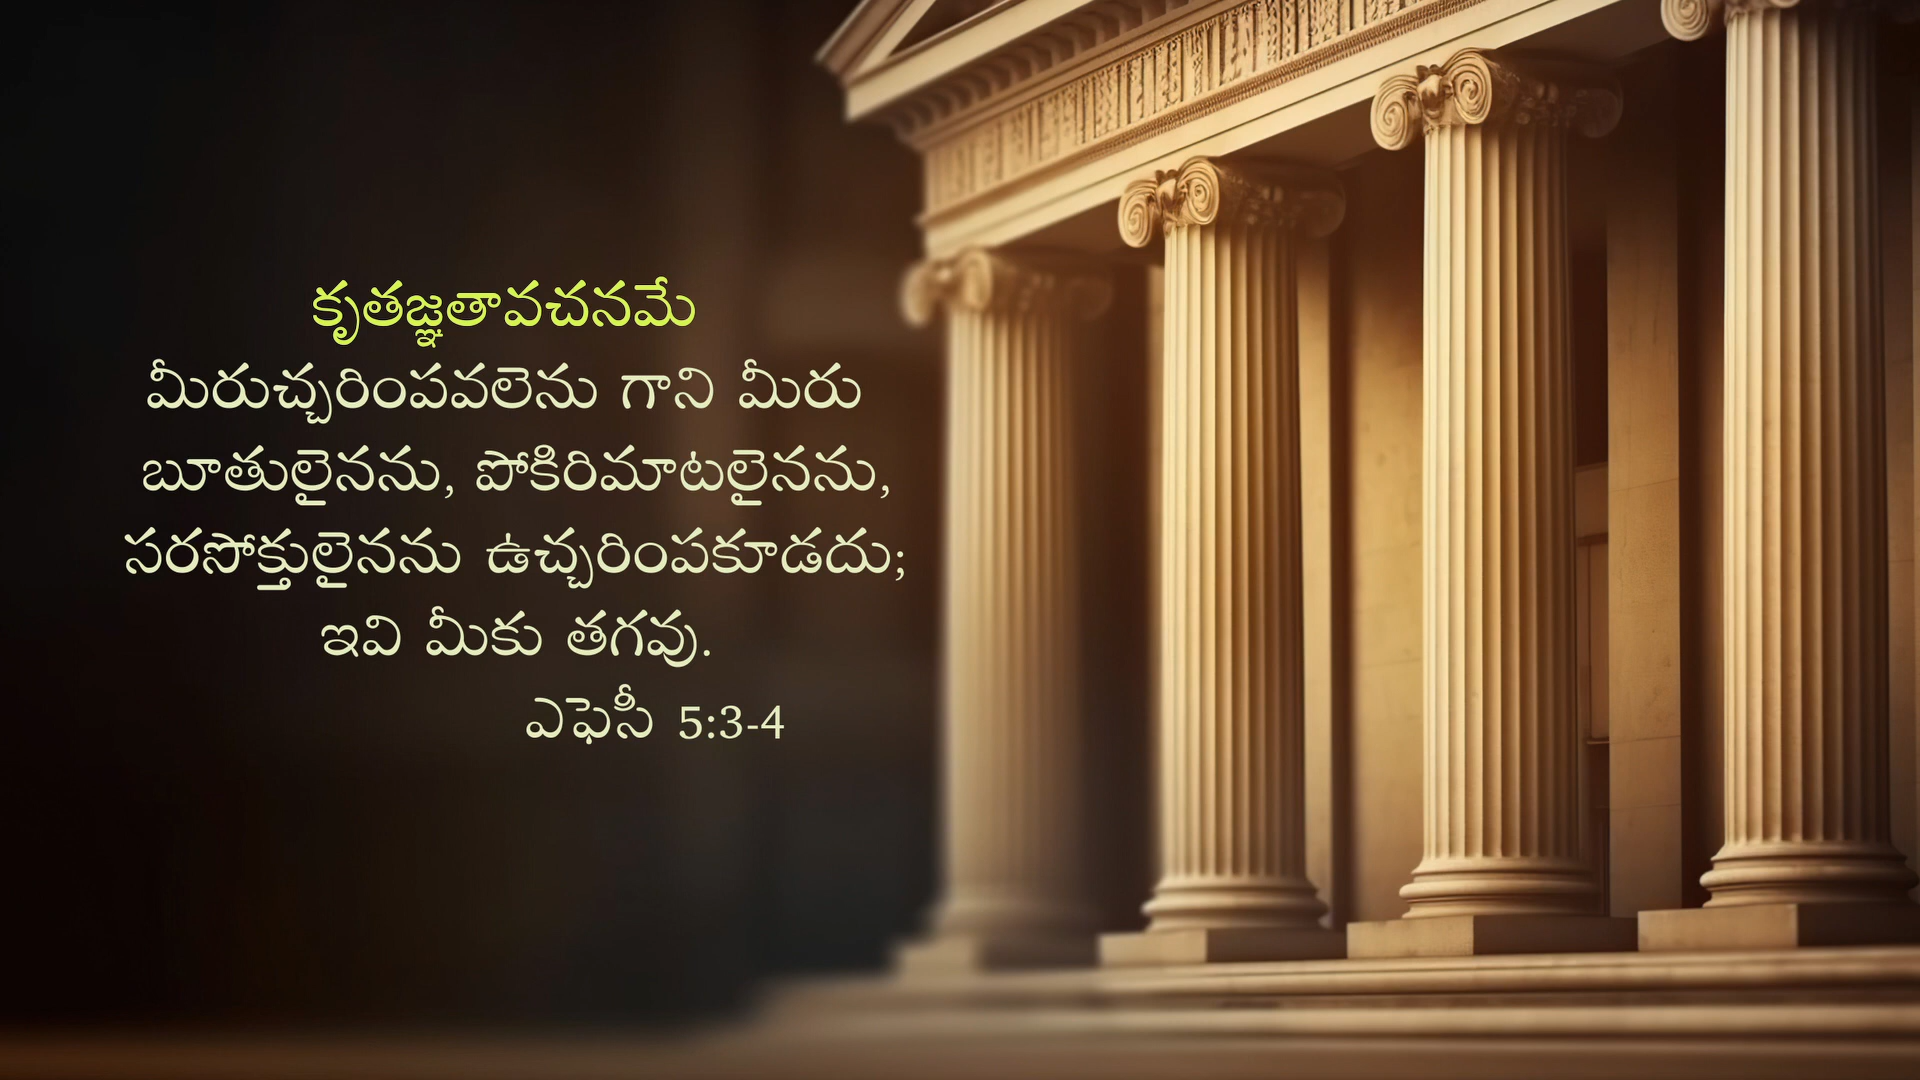 కృతజ్ఞతావచనమే
మీరుచ్చరింపవలెను గాని మీరు
బూతులైనను, పోకిరిమాటలైనను,
సరసోక్తులైనను ఉచ్చరింపకూడదు;
ఇవి మీకు తగవు.
ఎఫెసీ 5:3-4